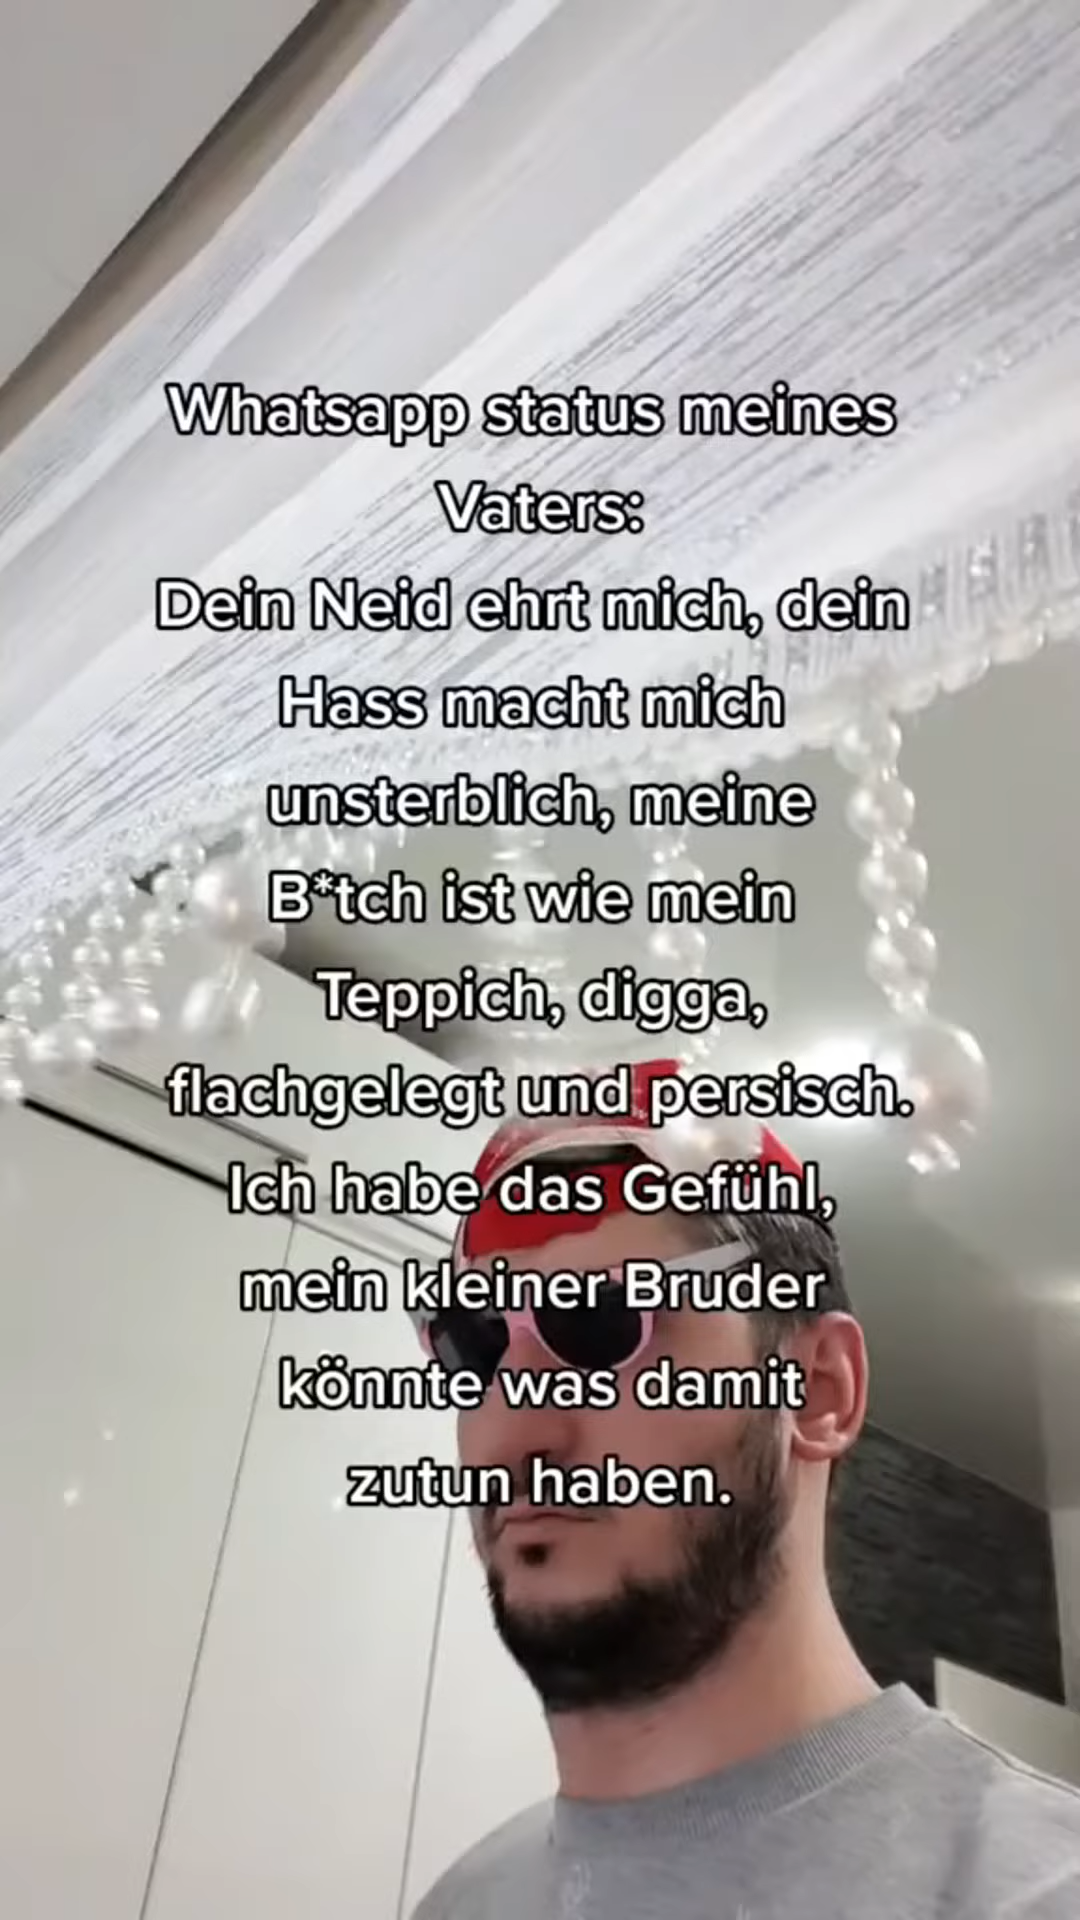 Whatsapp status meines
Vaters:
Dein Neid ehrt mich, dein
Hass macht mich
unsterblich, meine
B*tch ist wie mein
Teppich, digga,
flachgelegt und persisch.
Ich habe das Gefühl,
mein kleiner Bruder
könnte was damit
zutun haben.